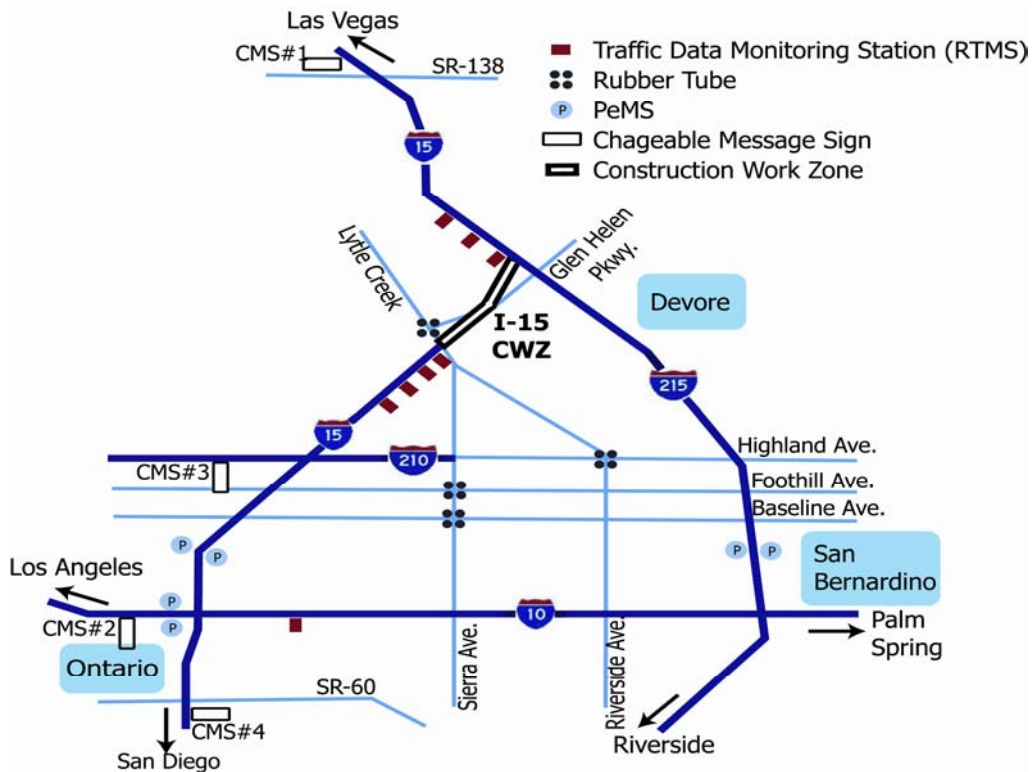 Las Vegas
CMS#1
SR-138
Traffic Data Monitoring Station (RTMS)
Rubber Tube
P
PeMS
Chageable Message Sign
Construction Work Zone
15
Lytle Creek
Glen Helen
Pkwy.
Devore
I-15
CWZ
215
15
Highland Ave.
210
CMS#3
Foothill Ave.
Baseline Ave.
P
P
P
P
San
Bernardino
Los Angeles
P
10
CMS#2
P
Palm
Spring
Ontario
Sierra Ave.
Riverside Ave.
SR-60
CMS#4
Riverside
San Diego